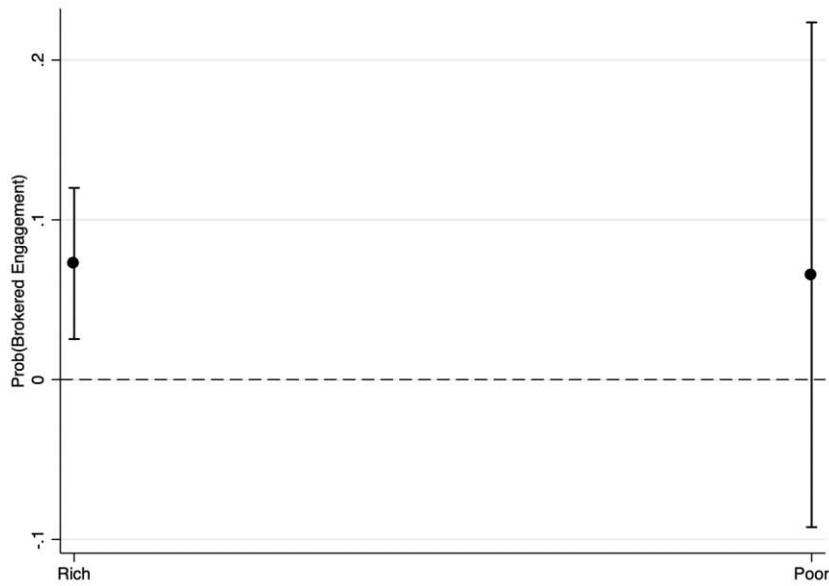 Prob(Brokered Engagement)
.2
.1
0
-.1
Rich
Poor